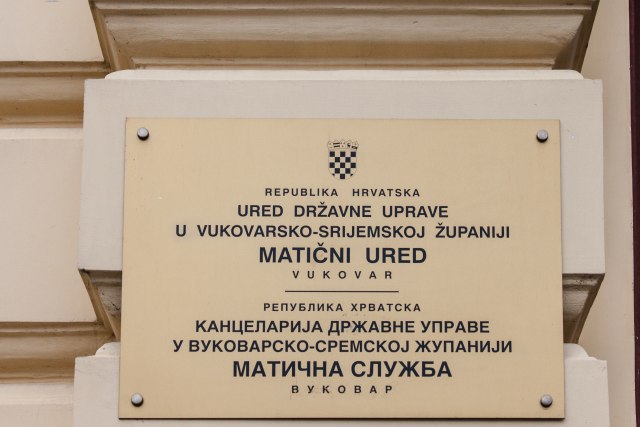 REPUBLIKA HRVATSKA
URED DRŽAVNE UPRAVE
U VUKOVARSKO-SRIJEMSKOJ ŽUPANIJI
MATIČNI URED
VUKOVAR
РЕПУБЛИКА ХРВАТСКА
КАНЦЕЛАРИЈА ДРЖАВНЕ УПРАВЕ
У ВУКОВАРСКО-СРЕМСКОЈ ЖУПАНИЈИ
МАТИЧНА СЛУЖБА
ВУКОВАР